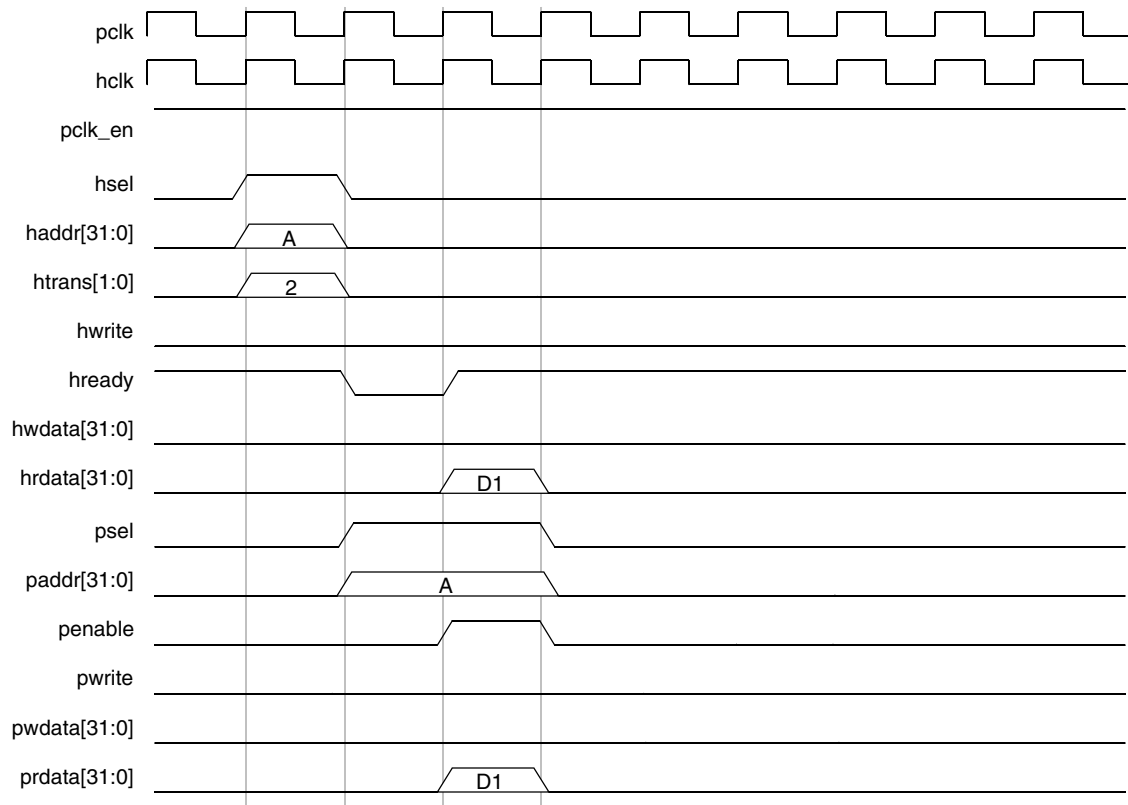 pclk
hclk
pclk_en
hsel
haddr[31:0]
A
htrans[1:0]
2
hwrite
hready
hwdata[31:0]
hrdata[31:0]
D1
psel
paddr[31:0]
A
penable
pwrite
pwdata[31:0]
prdata[31:0]
D1